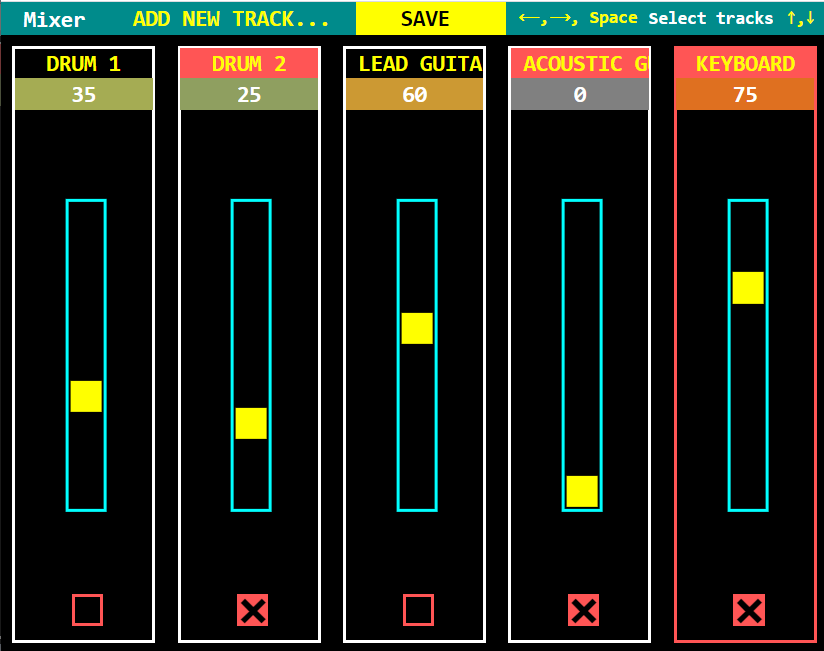 Mixer ADD NEW TRACK... SAVE ←,→, Space Select tracks ↑,↓
DRUM 1
35
DRUM 2
25
LEAD GUITA
60
ACOUSTIC G
0
KEYBOARD
75